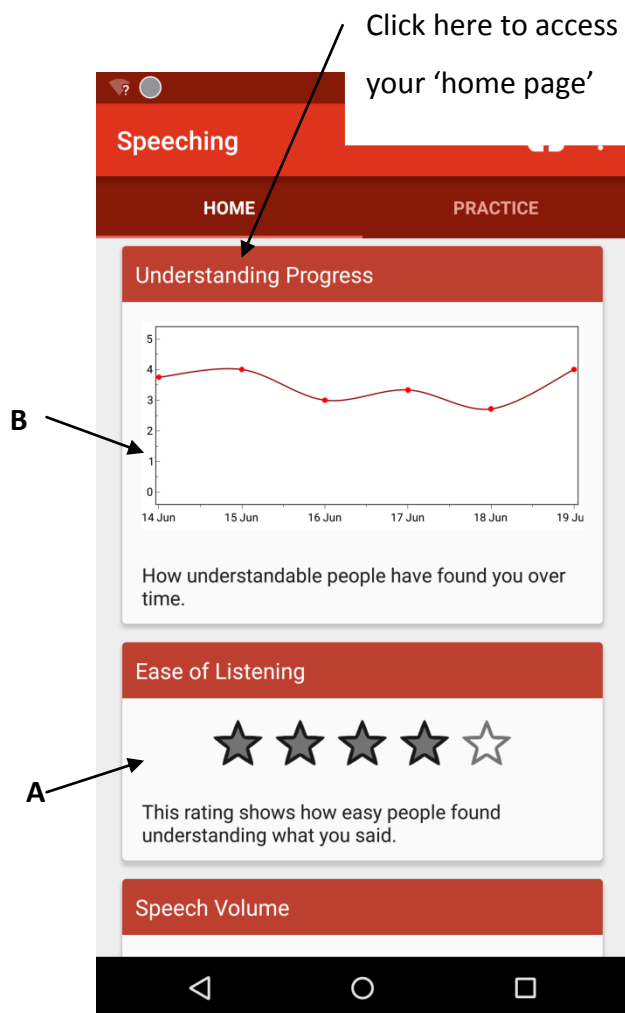 Click here to access
your ‘home page’
?
Speeching
HOME PRACTICE
Understanding Progress
5
4
3
2
1
0
14 Jun 15 Jun 16 Jun 17 Jun 18 Jun 19 Ju
B
How understandable people have found you over
time.
Ease of Listening
A
This rating shows how easy people found
understanding what you said.
Speech Volume